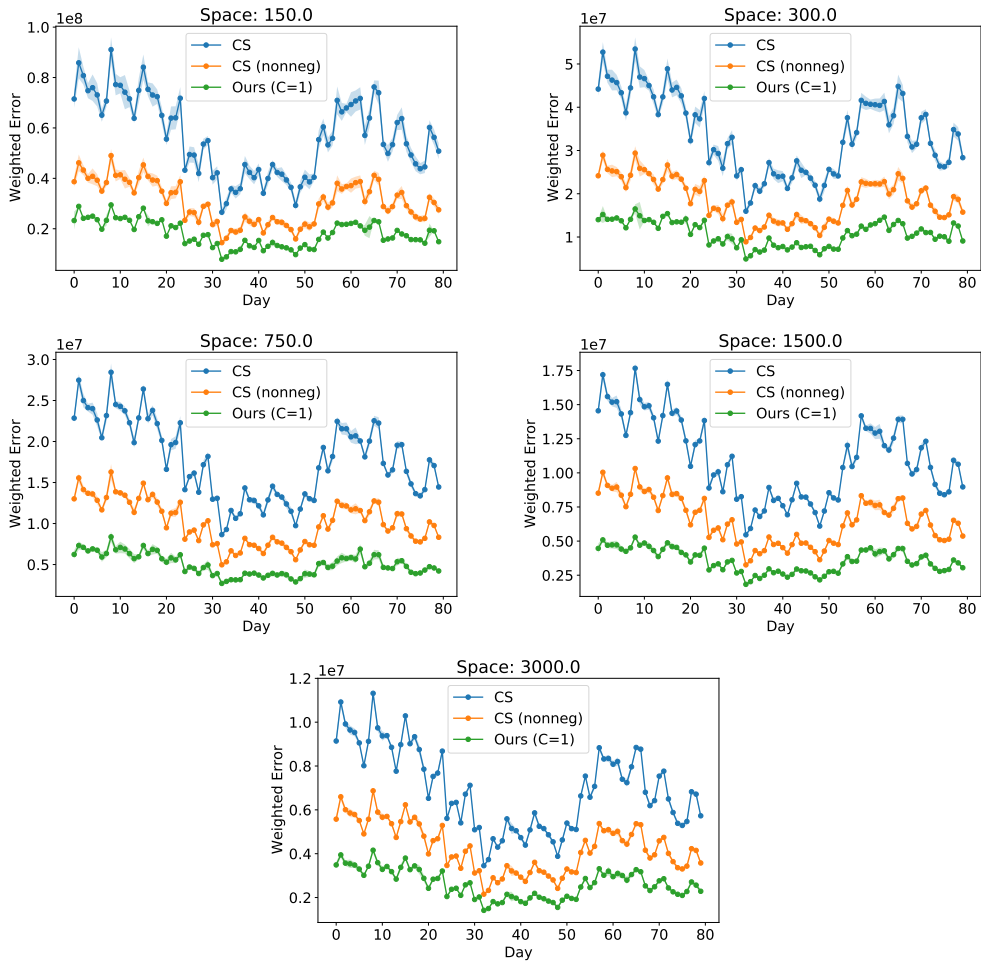 Space: 150.0
1e8
Weighted Error
1.0
0.8
0.6
0.4
0.2
CS
CS (nonneg)
Ours (C=1)
0 10 20 30 40 50 60 70 80
Day
Space: 300.0
1e7
Weighted Error
5
4
3
2
1
CS
CS (nonneg)
Ours (C=1)
0 10 20 30 40 50 60 70 80
Day
Space: 750.0
1e7
Weighted Error
3.0
2.5
2.0
1.5
1.0
0.5
CS
CS (nonneg)
Ours (C=1)
0 10 20 30 40 50 60 70 80
Day
Space: 1500.0
1e7
Weighted Error
1.75
1.50
1.25
1.00
0.75
0.50
0.25
CS
CS (nonneg)
Ours (C=1)
0 10 20 30 40 50 60 70 80
Day
Space: 3000.0
1e7
Weighted Error
1.2
1.0
0.8
0.6
0.4
0.2
CS
CS (nonneg)
Ours (C=1)
0 10 20 30 40 50 60 70 80
Day